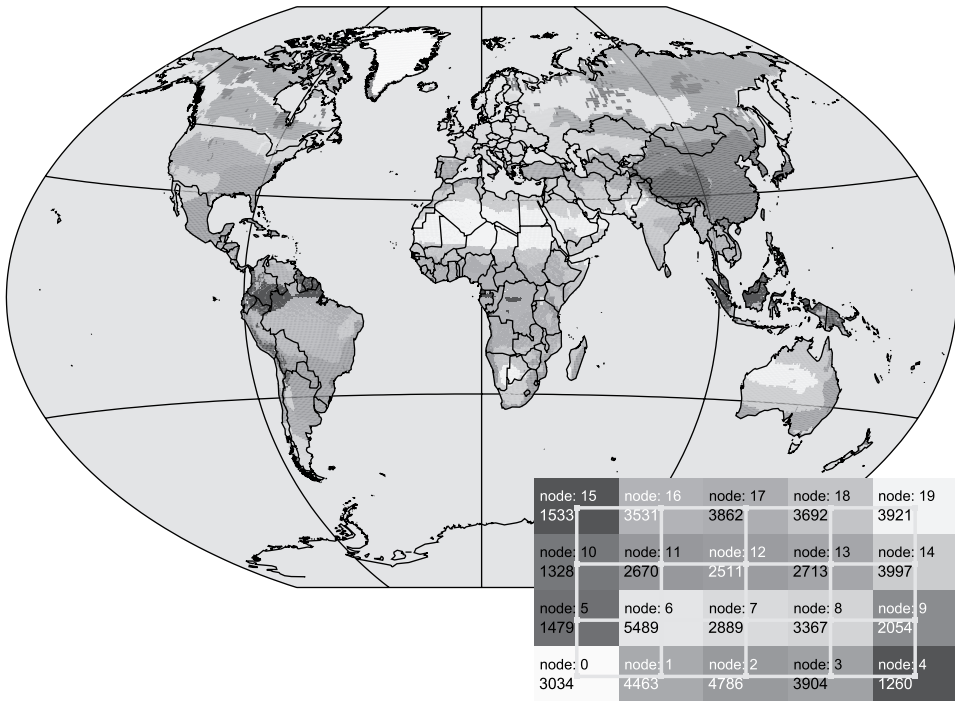 node: 15
1533
node: 16
3531
node: 17
3862
node: 18
3692
node: 19
3921
node: 10
1328
node: 11
2670
node: 12
2511
node: 13
2713
node: 14
3997
node: 5
1479
node: 6
5489
node: 7
2889
node: 8
3367
node: 9
2054
node: 0
3034
node: 1
4463
node: 2
4786
node: 3
3904
node: 4
1260